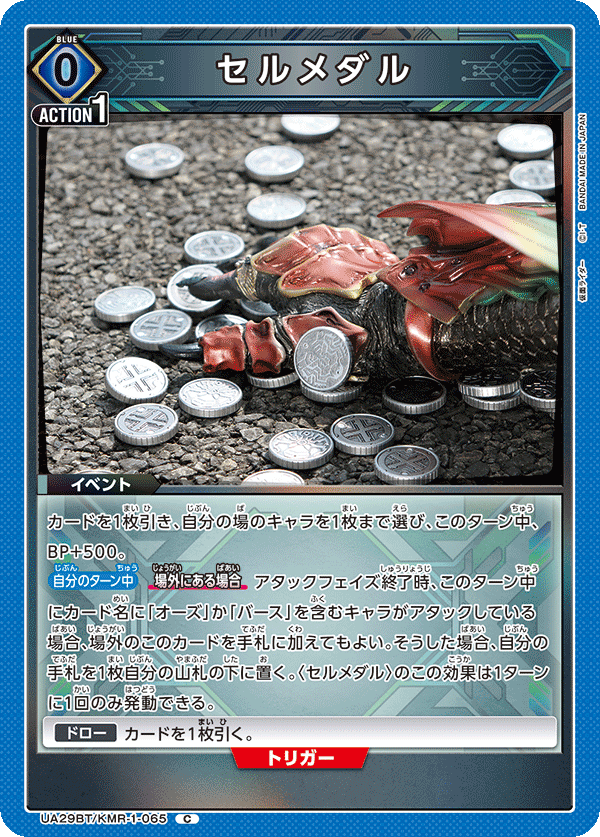 BLUE
0
セルメダル
ACTION1
仮面ライダー ©I・T BANDAI MADE IN JAPAN
イベント
カードを1枚引き、自分の場のキャラを1枚まで選び、このターン中、
BP+500。
自分のターン中 場外にある場合 アタックフェイズ終了時、このターン中
にカード名に「オーズ」か「バース」を含むキャラがアタックしている
場合、場外のこのカードを手札に加えてもよい。そうした場合、自分の
手札を1枚自分の山札の下に置く。〈セルメダル〉のこの効果は1ターン
に1回のみ発動できる。
ドロー カードを1枚引く。
トリガー
UA29BT/KMR-1-065 C